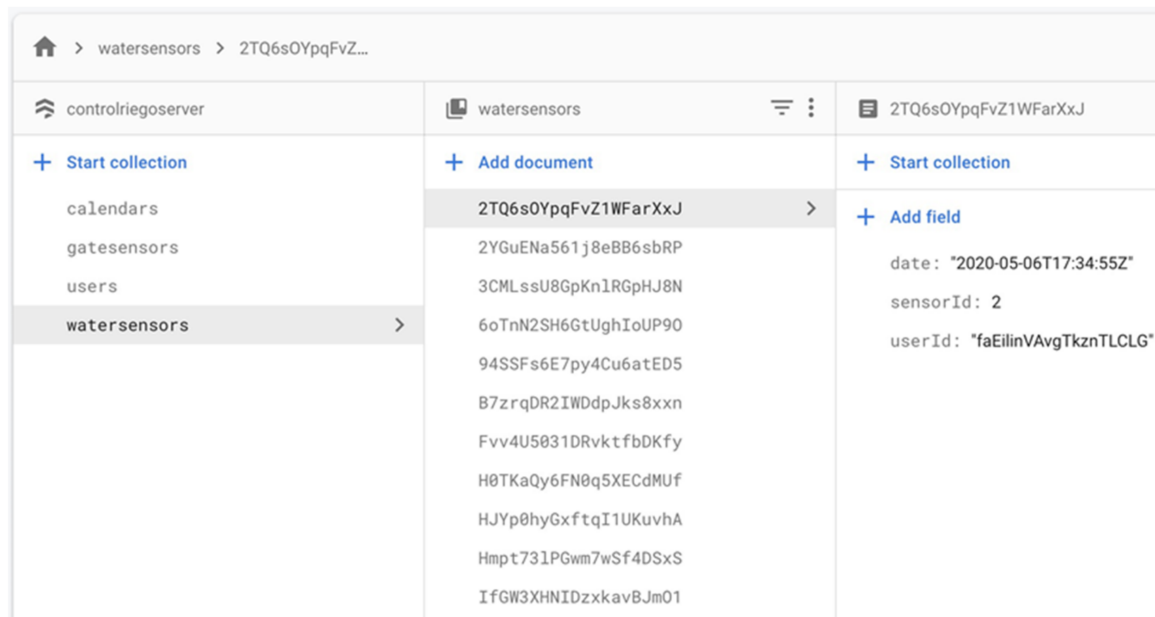 watersensors > 2TQ6sOYpqFvZ...
controlriegoserver
+ Start collection
calendars
gatesensors
users
watersensors >
watersensors
+ Add document
2TQ6sOYpqFvZ1WFarXxJ >
2YGuENa561j8eBB6sbRP
3CMLssU8GpKnlRGpHJ8N
6oTnN2SH6GtUghIoUP9O
94SSFs6E7py4Cu6atED5
B7zrqDR2IWDdpJks8xxn
Fvv4U5031DRvktfbDKfy
H0TKaQy6FN0q5XECdMUf
HJYp0hyGxftqI1UKuvhA
Hmpt73lPGwm7wSf4DSxS
IfGW3XHNIDzxkavBJmO1
2TQ6sOYpqFvZ1WFarXxJ
+ Start collection
+ Add field
date: "2020-05-06T17:34:55Z"
sensorId: 2
userId: "faEilinVAvgTkznTLCLG"